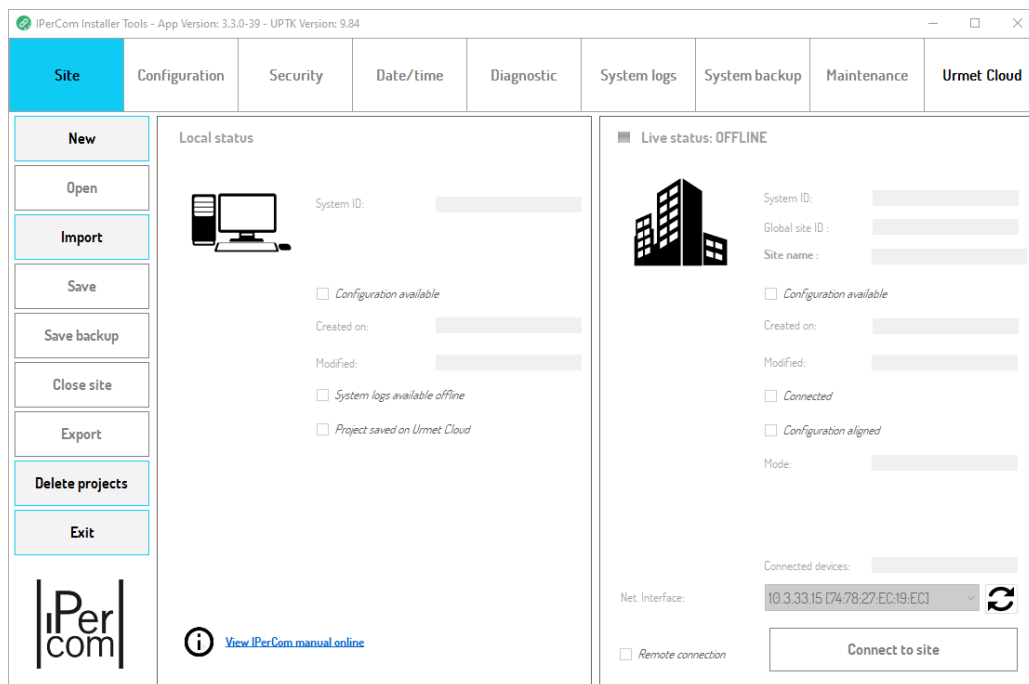 IPerCom Installer Tools - App Version: 3.3.0-39 - UPTK Version: 9.84
Site
Configuration
Security
Date/time
Diagnostic
System logs
System backup
Maintenance
Urmet Cloud
New
Open
Import
Save
Save backup
Close site
Export
Delete projects
Exit
IPer
com
Local status
System ID:
Configuration available
Created on:
Modified:
System logs available offline
Project saved on Urmet Cloud
View IPerCom manual online
Live status: OFFLINE
System ID:
Global site ID :
Site name :
Configuration available
Created on:
Modified:
Connected
Configuration aligned
Mode:
Connected devices:
Net. Interface:
10.3.33.15 [74:78:27:EC:19:EC]
Remote connection
Connect to site